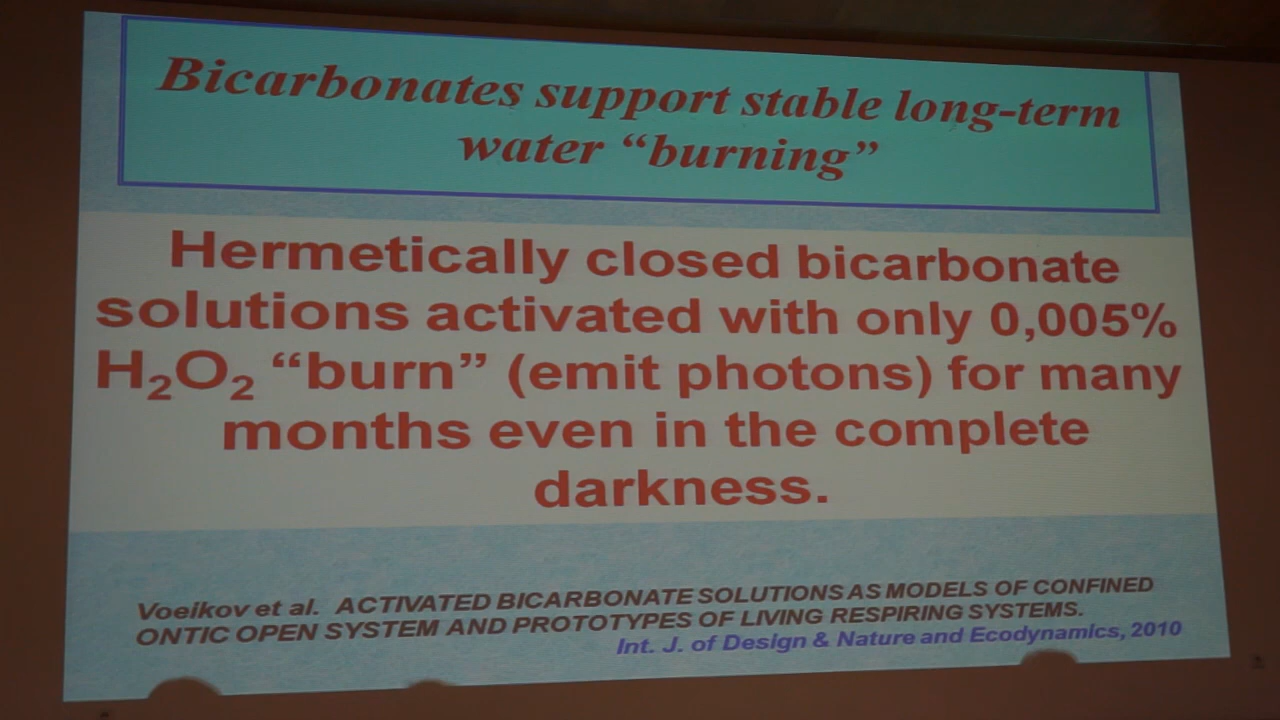 Bicarbonates support stable long-term
water “burning”
Hermetically closed bicarbonate
solutions activated with only 0,005%
H₂O₂ “burn” (emit photons) for many
months even in the complete
darkness.
Voeikov et al. ACTIVATED BICARBONATE SOLUTIONS AS MODELS OF CONFINED
ONTIC OPEN SYSTEM AND PROTOTYPES OF LIVING RESPIRING SYSTEMS.
Int. J. of Design & Nature and Ecodynamics, 2010